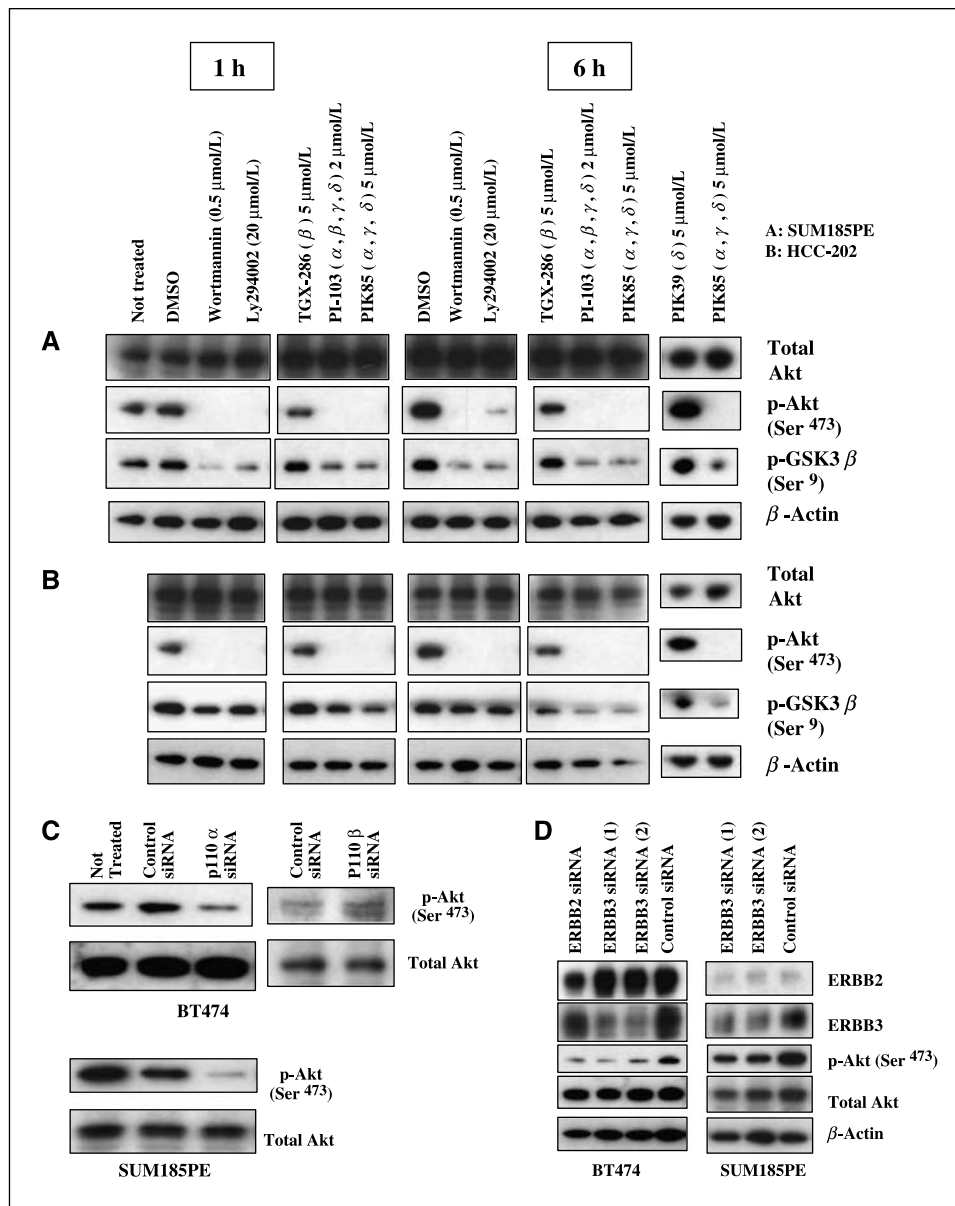 1 h
6 h
Not treated
DMSO
Wortmannin (0.5 μmol/L)
Ly294002 (20 μmol/L)
TGX-286 (β) 5 μmol/L
PI-103 (α, β, γ, δ) 2 μmol/L
PIK85 (α, γ, δ) 5 μmol/L
DMSO
Wortmannin (0.5 μmol/L)
Ly294002 (20 μmol/L)
TGX-286 (β) 5 μmol/L
PI-103 (α, β, γ, δ) 2 μmol/L
PIK85 (α, γ, δ) 5 μmol/L
PIK39 (δ) 5 μmol/L
PIK85 (α, γ, δ) 5 μmol/L
A: SUM185PE
B: HCC-202
A
Total
Akt
p-Akt
(Ser 473)
p-GSK3 β
(Ser 9)
β -Actin
B
Total
Akt
p-Akt
(Ser 473)
p-GSK3 β
(Ser 9)
β -Actin
C
Not
Treated
Control
siRNA
p110 α
siRNA
Control
siRNA
P110 β
siRNA
p-Akt
(Ser 473)
Total Akt
BT474
p-Akt
(Ser 473)
Total Akt
SUM185PE
D
ERBB2 siRNA
ERBB3 siRNA (1)
ERBB3 siRNA (2)
Control siRNA
ERBB3 siRNA (1)
ERBB3 siRNA (2)
Control siRNA
ERBB2
ERBB3
p-Akt (Ser 473)
Total Akt
β-Actin
BT474
SUM185PE